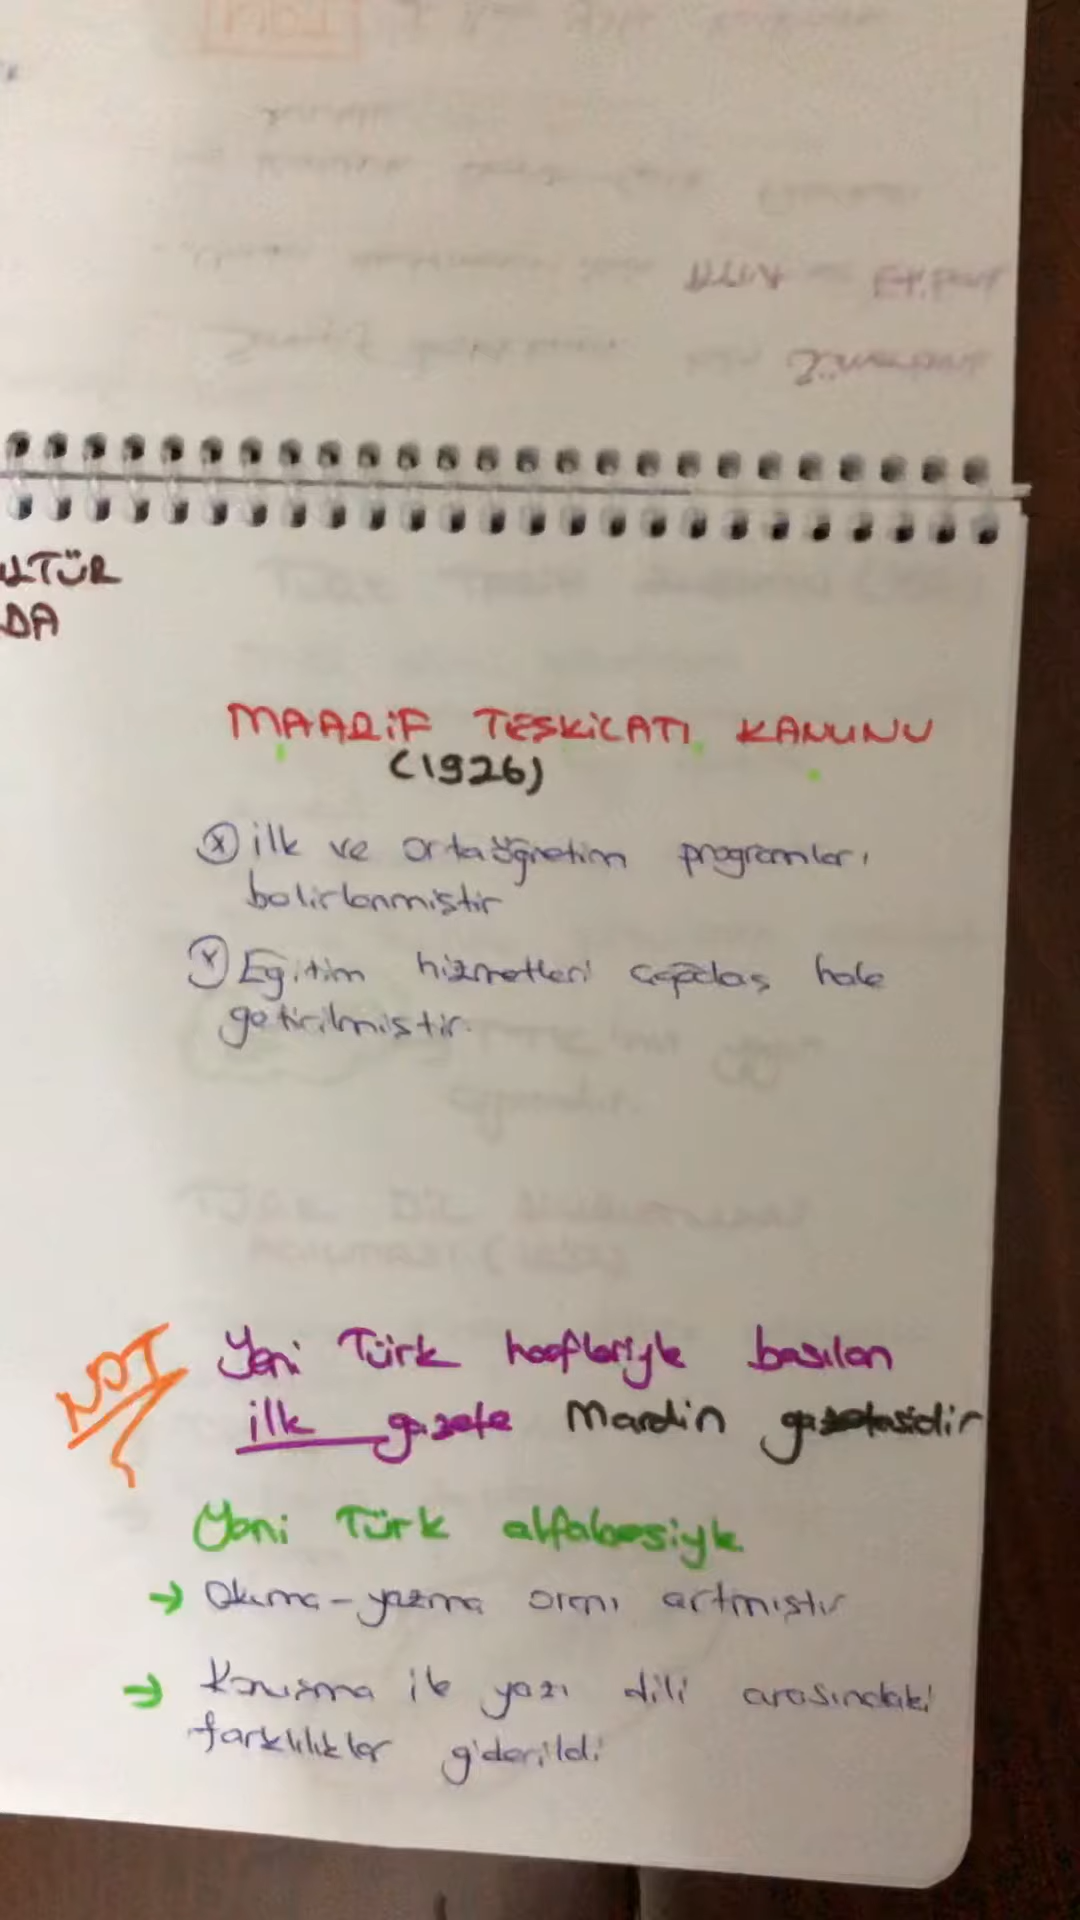 LTÜR
DA
MAARİF TEŞKİLATI KANUNU
(1926)
ilk ve ortaöğretim programları
belirlenmiştir
Eğitim hizmetleri çağdaş hale
getirilmiştir.
NOT
Yeni Türk harfleriyle basılan
ilk gazete Mardin gazetesidir
Yeni Türk alfabesiyle
→ Okuma-yazma oranı artmıştır
→ Konuşma ile yazı dili arasındaki
farklılıklar giderildi